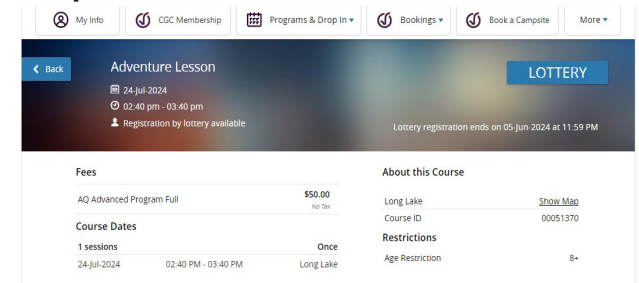 My Info
CGC Membership
Programs & Drop In
Bookings
Book a Campsite
More
Back
Adventure Lesson
LOTTERY
24-Jul-2024
02:40 pm - 03:40 pm
Registration by lottery available
Lottery registration ends on 05-Jun-2024 at 11:59 PM
Fees
AQ Advanced Program Full $50.00
No Tax
Course Dates
1 sessions Once
24-Jul-2024 02:40 PM - 03:40 PM Long Lake
About this Course
Long Lake Show Map
Course ID 00051370
Restrictions
Age Restriction 8+